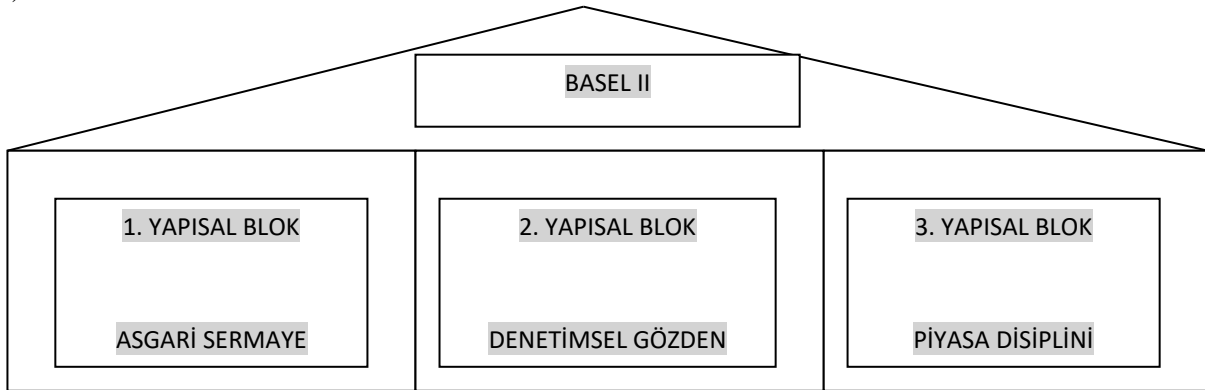 BASEL II
1. YAPISAL BLOK
ASGARİ SERMAYE
2. YAPISAL BLOK
DENETİMSEL GÖZDEN
3. YAPISAL BLOK
PİYASA DİSİPLİNİ